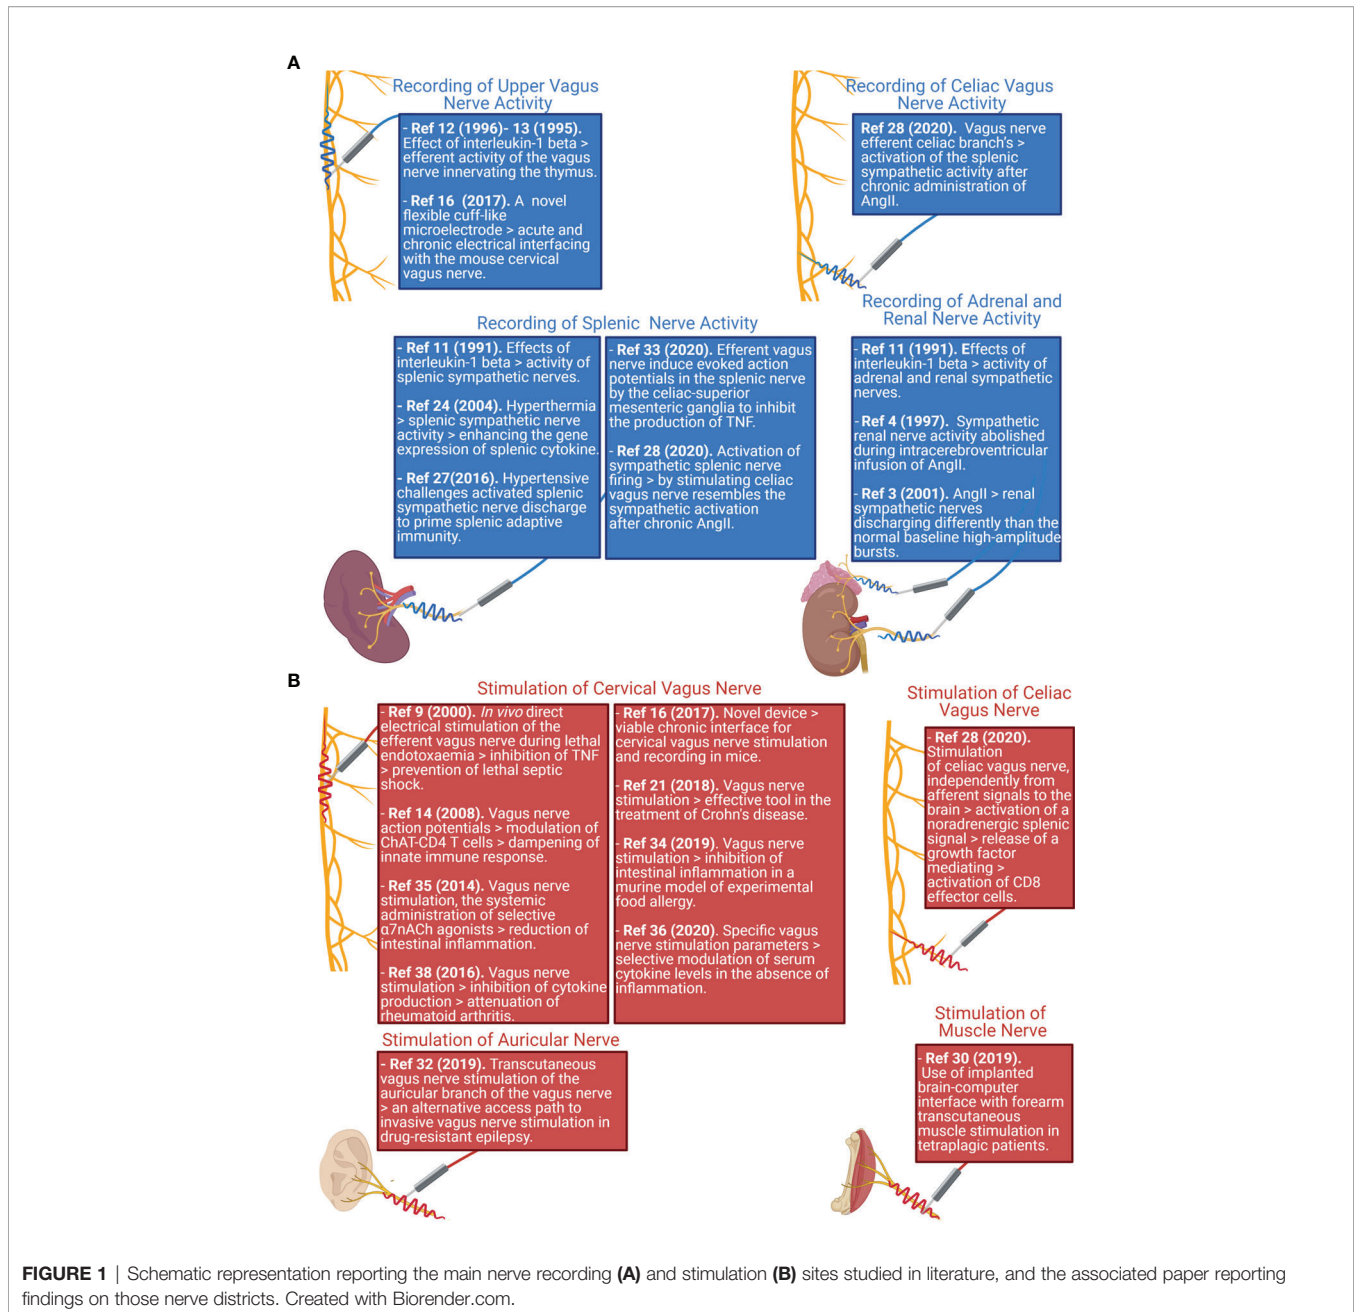 A
Recording of Upper Vagus
Nerve Activity
- Ref 12 (1996)- 13 (1995).
Effect of interleukin-1 beta >
efferent activity of the vagus
nerve innervating the thymus.
- Ref 16 (2017). A novel
flexible cuff-like
microelectrode > acute and
chronic electrical interfacing
with the mouse cervical
vagus nerve.
Recording of Celiac Vagus
Nerve Activity
Ref 28 (2020). Vagus nerve
efferent celiac branch's >
activation of the splenic
sympathetic activity after
chronic administration of
AngII.
Recording of Splenic Nerve Activity
- Ref 11 (1991). Effects of
interleukin-1 beta > activity of
splenic sympathetic nerves.
- Ref 24 (2004). Hyperthermia
> splenic sympathetic nerve
activity > enhancing the gene
expression of splenic cytokine.
- Ref 27(2016). Hypertensive
challenges activated splenic
sympathetic nerve discharge
to prime splenic adaptive
immunity.
- Ref 33 (2020). Efferent vagus
nerve induce evoked action
potentials in the splenic nerve
by the celiac-superior
mesenteric ganglia to inhibit
the production of TNF.
- Ref 28 (2020). Activation of
sympathetic splenic nerve
firing > by stimulating celiac
vagus nerve resembles the
sympathetic activation
after chronic AngII.
Recording of Adrenal and
Renal Nerve Activity
- Ref 11 (1991). Effects of
interleukin-1 beta > activity of
adrenal and renal sympathetic
nerves.
- Ref 4 (1997). Sympathetic
renal nerve activity abolished
during intracerebroventricular
infusion of AngII.
- Ref 3 (2001). AngII > renal
sympathetic nerves
discharging differently than the
normal baseline high-amplitude
bursts.
B
Stimulation of Cervical Vagus Nerve
- Ref 9 (2000). In vivo direct
electrical stimulation of the
efferent vagus nerve during lethal
endotoxaemia > inhibition of TNF
> prevention of lethal septic
shock.
- Ref 14 (2008). Vagus nerve
action potentials > modulation of
ChAT-CD4 T cells > dampening of
innate immune response.
- Ref 35 (2014). Vagus nerve
stimulation, the systemic
administration of selective
α7nACh agonists > reduction of
intestinal inflammation.
- Ref 38 (2016). Vagus nerve
stimulation > inhibition of cytokine
production > attenuation of
rheumatoid arthritis.
- Ref 16 (2017). Novel device >
viable chronic interface for
cervical vagus nerve stimulation
and recording in mice.
- Ref 21 (2018). Vagus nerve
stimulation > effective tool in the
treatment of Crohn's disease.
- Ref 34 (2019). Vagus nerve
stimulation > inhibition of
intestinal inflammation in a
murine model of experimental
food allergy.
- Ref 36 (2020). Specific vagus
nerve stimulation parameters >
selective modulation of serum
cytokine levels in the absence of
inflammation.
Stimulation of Celiac
Vagus Nerve
- Ref 28 (2020).
Stimulation
of celiac vagus nerve,
independently from
afferent signals to the
brain > activation of a
noradrenergic splenic
signal > release of a
growth factor
mediating >
activation of CD8
effector cells.
Stimulation of Auricular Nerve
- Ref 32 (2019). Transcutaneous
vagus nerve stimulation of the
auricular branch of the vagus nerve
> an alternative access path to
invasive vagus nerve stimulation in
drug-resistant epilepsy.
Stimulation of
Muscle Nerve
- Ref 30 (2019).
Use of implanted
brain-computer
interface with forearm
transcutaneous
muscle stimulation in
tetraplagic patients.
FIGURE 1 | Schematic representation reporting the main nerve recording (A) and stimulation (B) sites studied in literature, and the associated paper reporting
findings on those nerve districts. Created with Biorender.com.